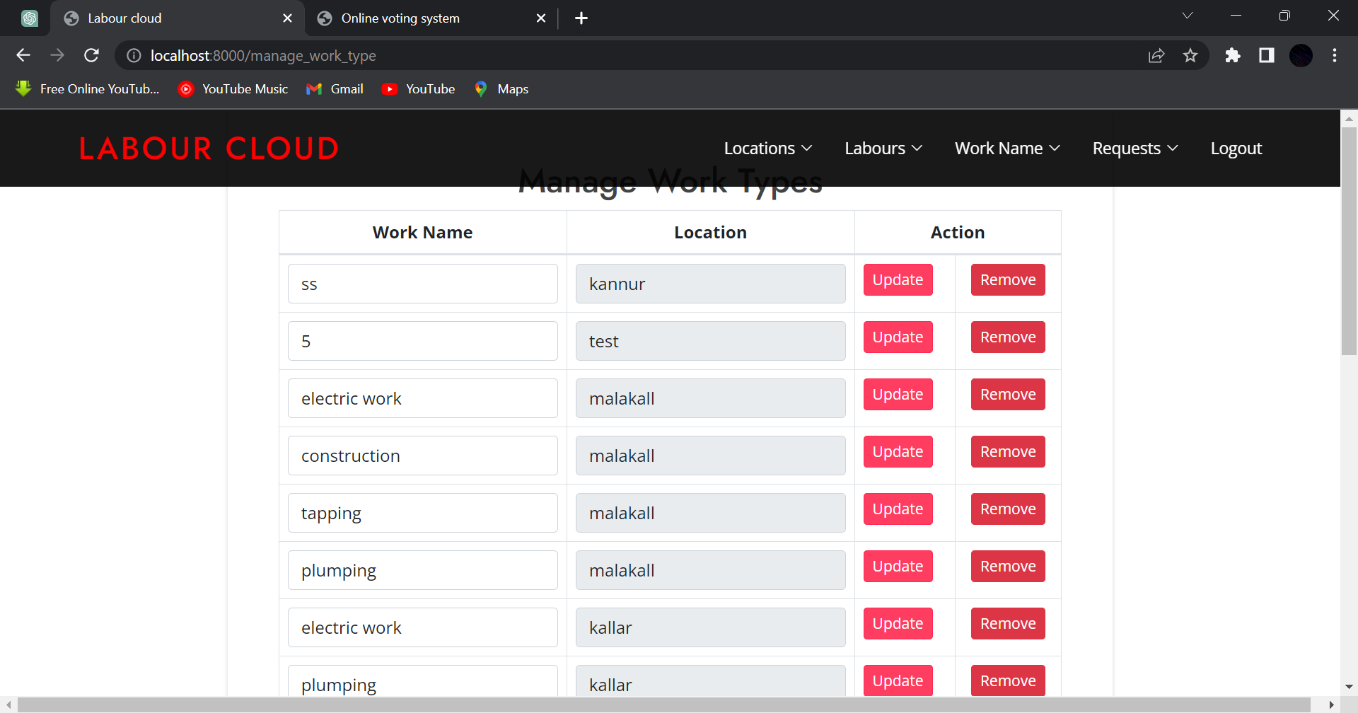 Labour cloud
Online voting system
localhost:8000/manage_work_type
Free Online YouTub... YouTube Music Gmail YouTube Maps
LABOUR CLOUD Locations Labours Work Name Requests Logout
Manage Work Types
Work Name Location Action
ss kannur Update Remove
5 test Update Remove
electric work malakall Update Remove
construction malakall Update Remove
tapping malakall Update Remove
plumping malakall Update Remove
electric work kallar Update Remove
plumping kallar Update Remove